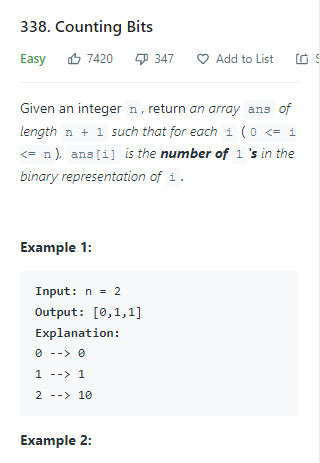 338. Counting Bits
Easy 7420 347 Add to List
Given an integer n, return an array ans of
length n + 1 such that for each i (0 <= i
<= n), ans[i] is the number of 1's in the
binary representation of i.
Example 1:
Input: n = 2
Output: [0,1,1]
Explanation:
0 --> 0
1 --> 1
2 --> 10
Example 2: